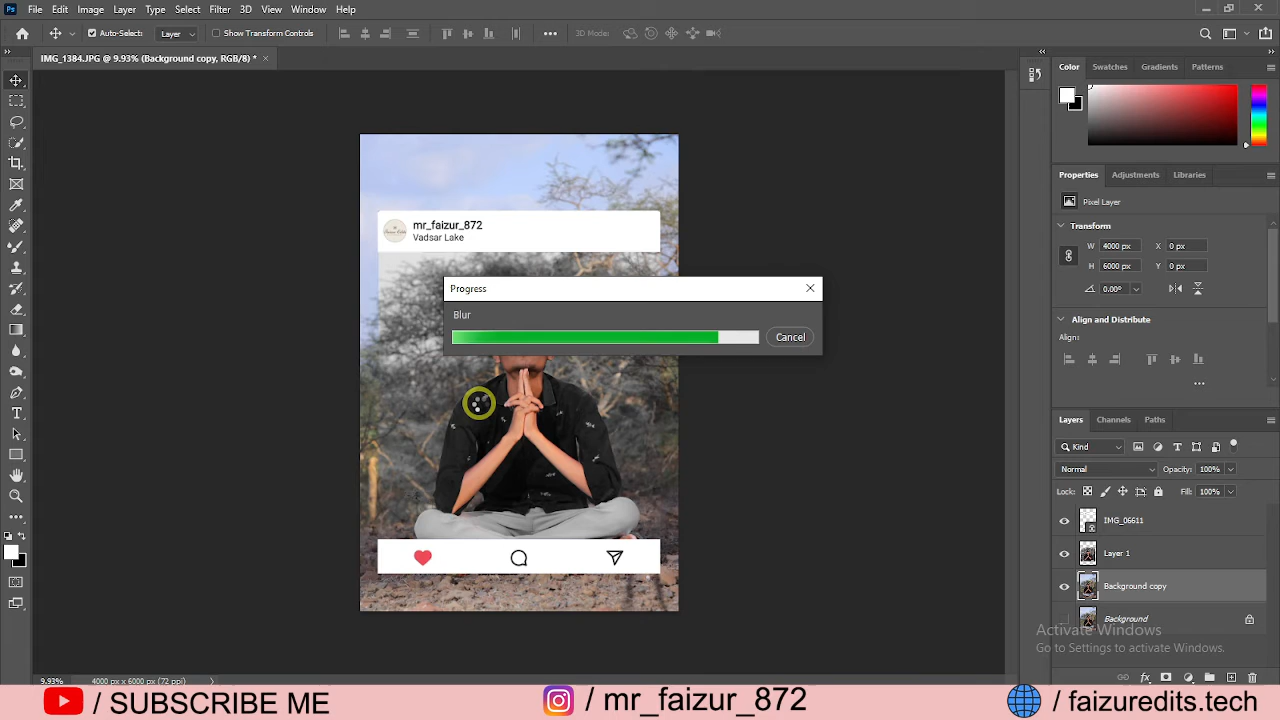 Ps File Edit Image Layer Type Select Filter 3D View Window Help
Auto-Select: Layer Show Transform Controls 3D Mode:
IMG_1384.JPG @ 9.93% (Background copy, RGB/8) *
Color Swatches Gradients Patterns
Properties Adjustments Libraries
Pixel Layer
Transform
W 4000 px X 0 px
H 6000 px Y 0 px
0.00°
Align and Distribute
Align:
mr_faizur_872
Vadsar Lake
Progress
Blur
Cancel
Layers Channels Paths
Kind
Normal Opacity: 100%
Lock: Fill: 100%
IMG_06611
Layer 1
Background copy
Background
Activate Windows
Go to Settings to activate Windows.
9.93% 4000 px x 6000 px (72 ppi)
/ SUBSCRIBE ME / mr_faizur_872 / faizuredits.tech